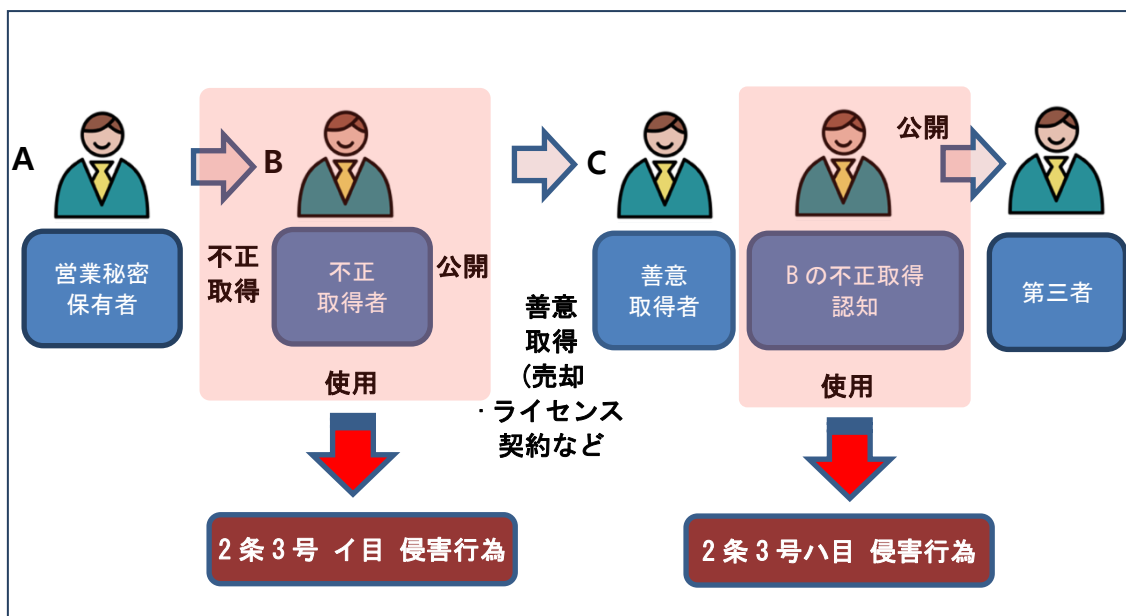 A
B
C
公開
営業秘密
保有者
不正
取得
不正
取得者
公開
使用
善意
取得
(売却
・ライセンス
契約など
善意
取得者
Bの不正取得
認知
使用
第三者
2条3号 イ目 侵害行為
2条3号ハ目 侵害行為